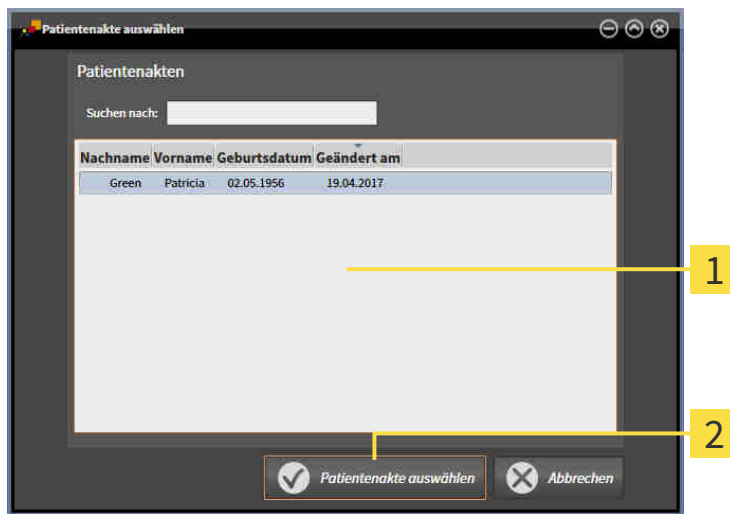 Patientenakte auswählen
Patientenakten
Suchen nach:
Nachname Vorname Geburtsdatum Geändert am
Green Patricia 02.05.1956 19.04.2017
1
2
Patientenakte auswählen Abbrechen